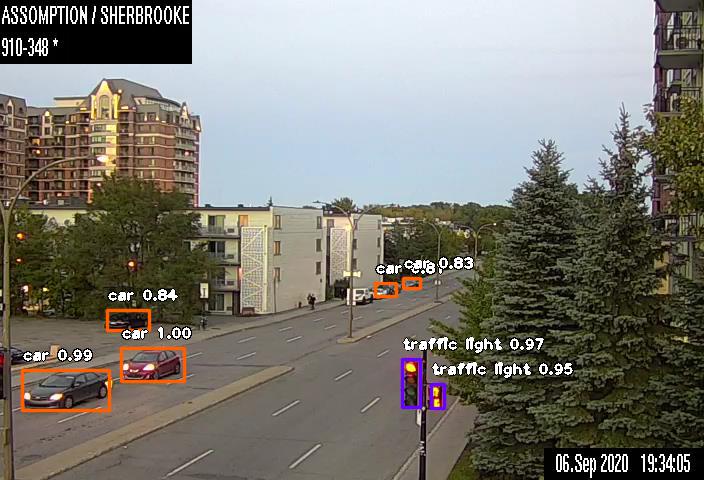 ASSOMPTION / SHERBROOKE
910-348 *
car 0.83
car 0.84
car 1.00
car 0.99
traffic light 0.97
traffic light 0.95
06.Sep 2020 19:34:05